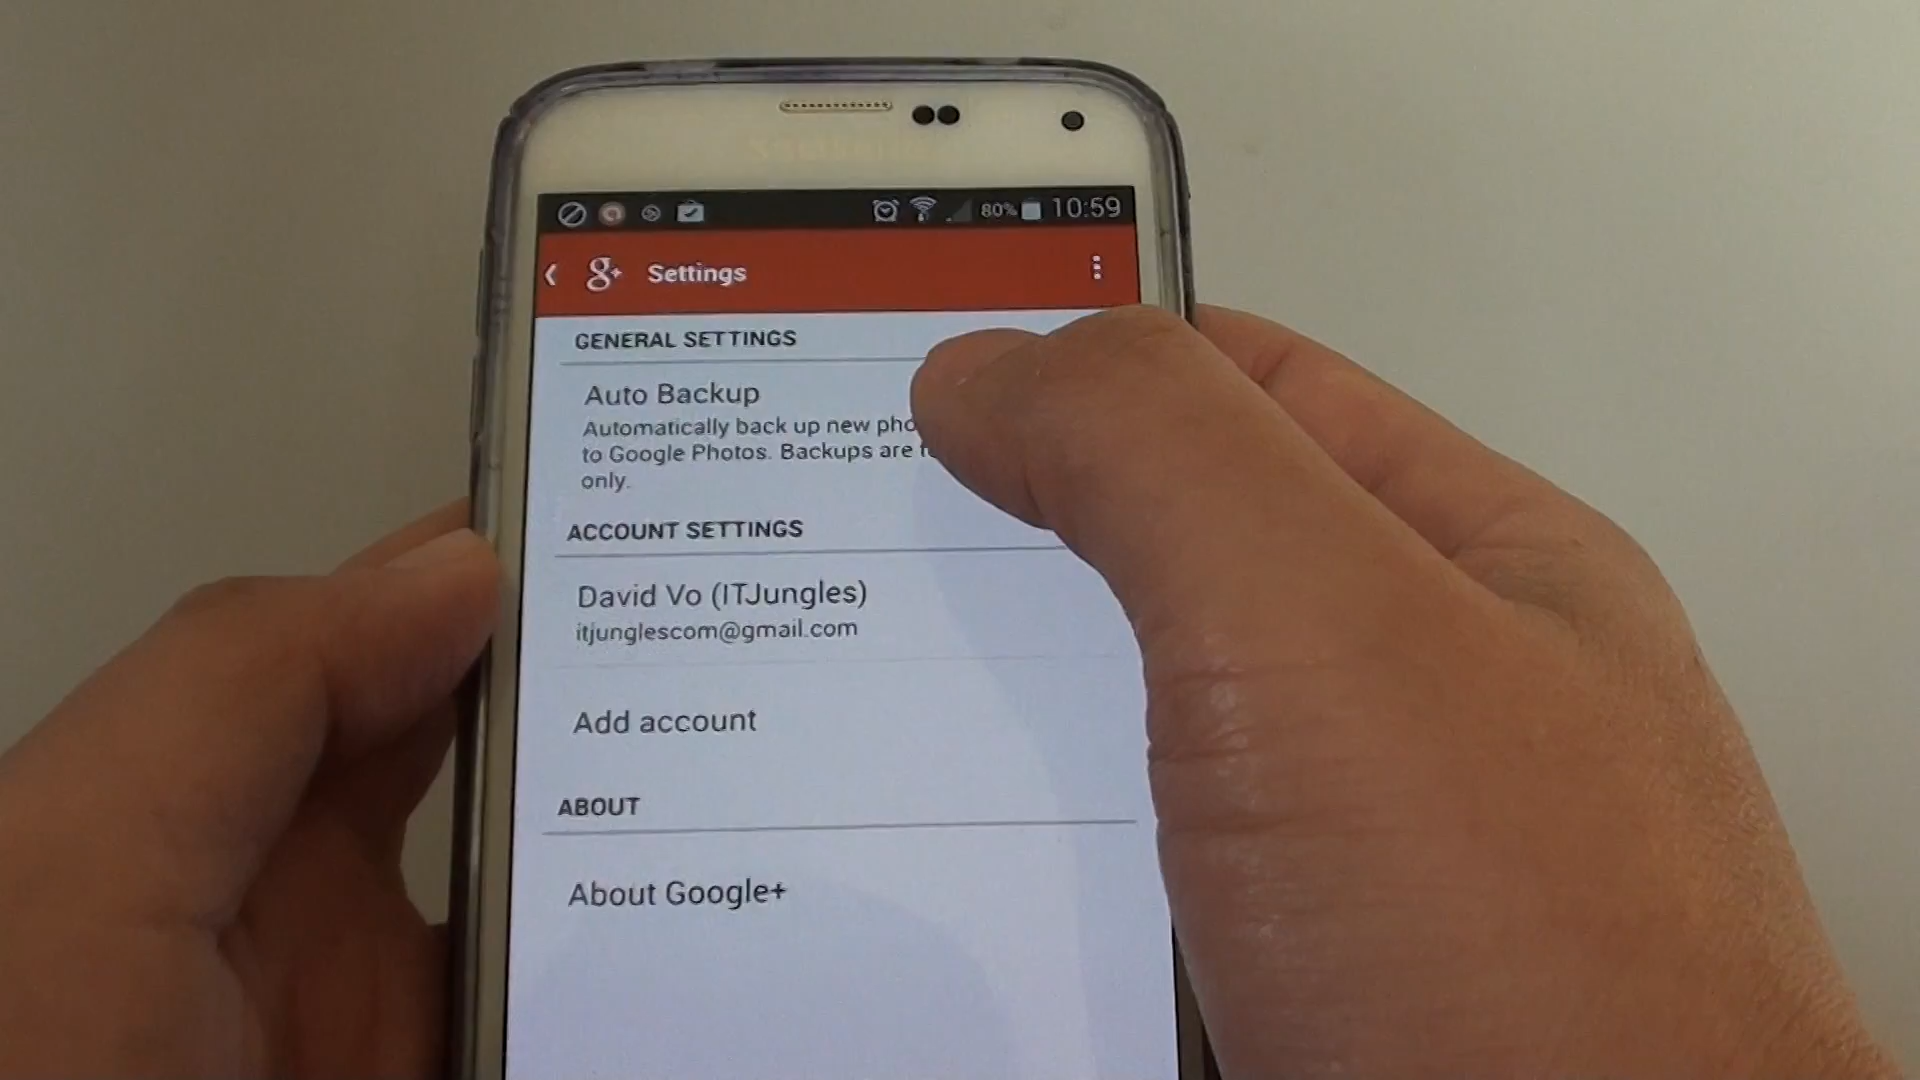 80% 10:59
g+ Settings
GENERAL SETTINGS
Auto Backup
Automatically back up new
to Google Photos. Backups are
only.
ACCOUNT SETTINGS
David Vo (ITJungles)
itjunglescom@gmail.com
Add account
ABOUT
About Google+